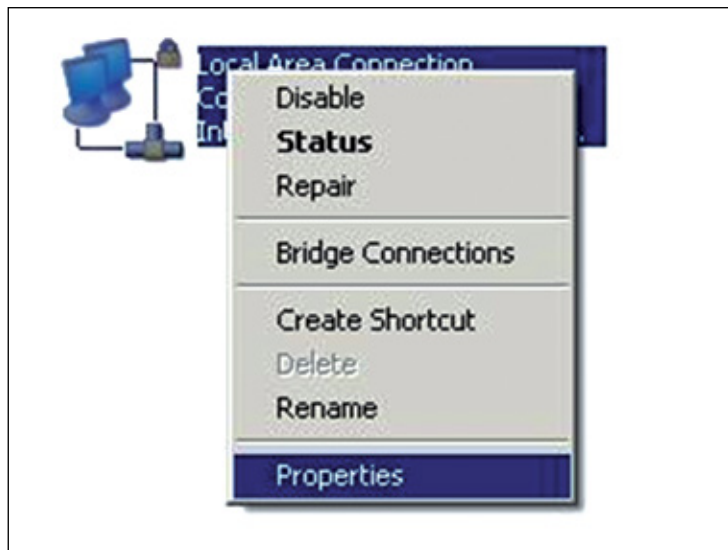 Local Area Connection
Disable
Status
Repair
Bridge Connections
Create Shortcut
Delete
Rename
Properties